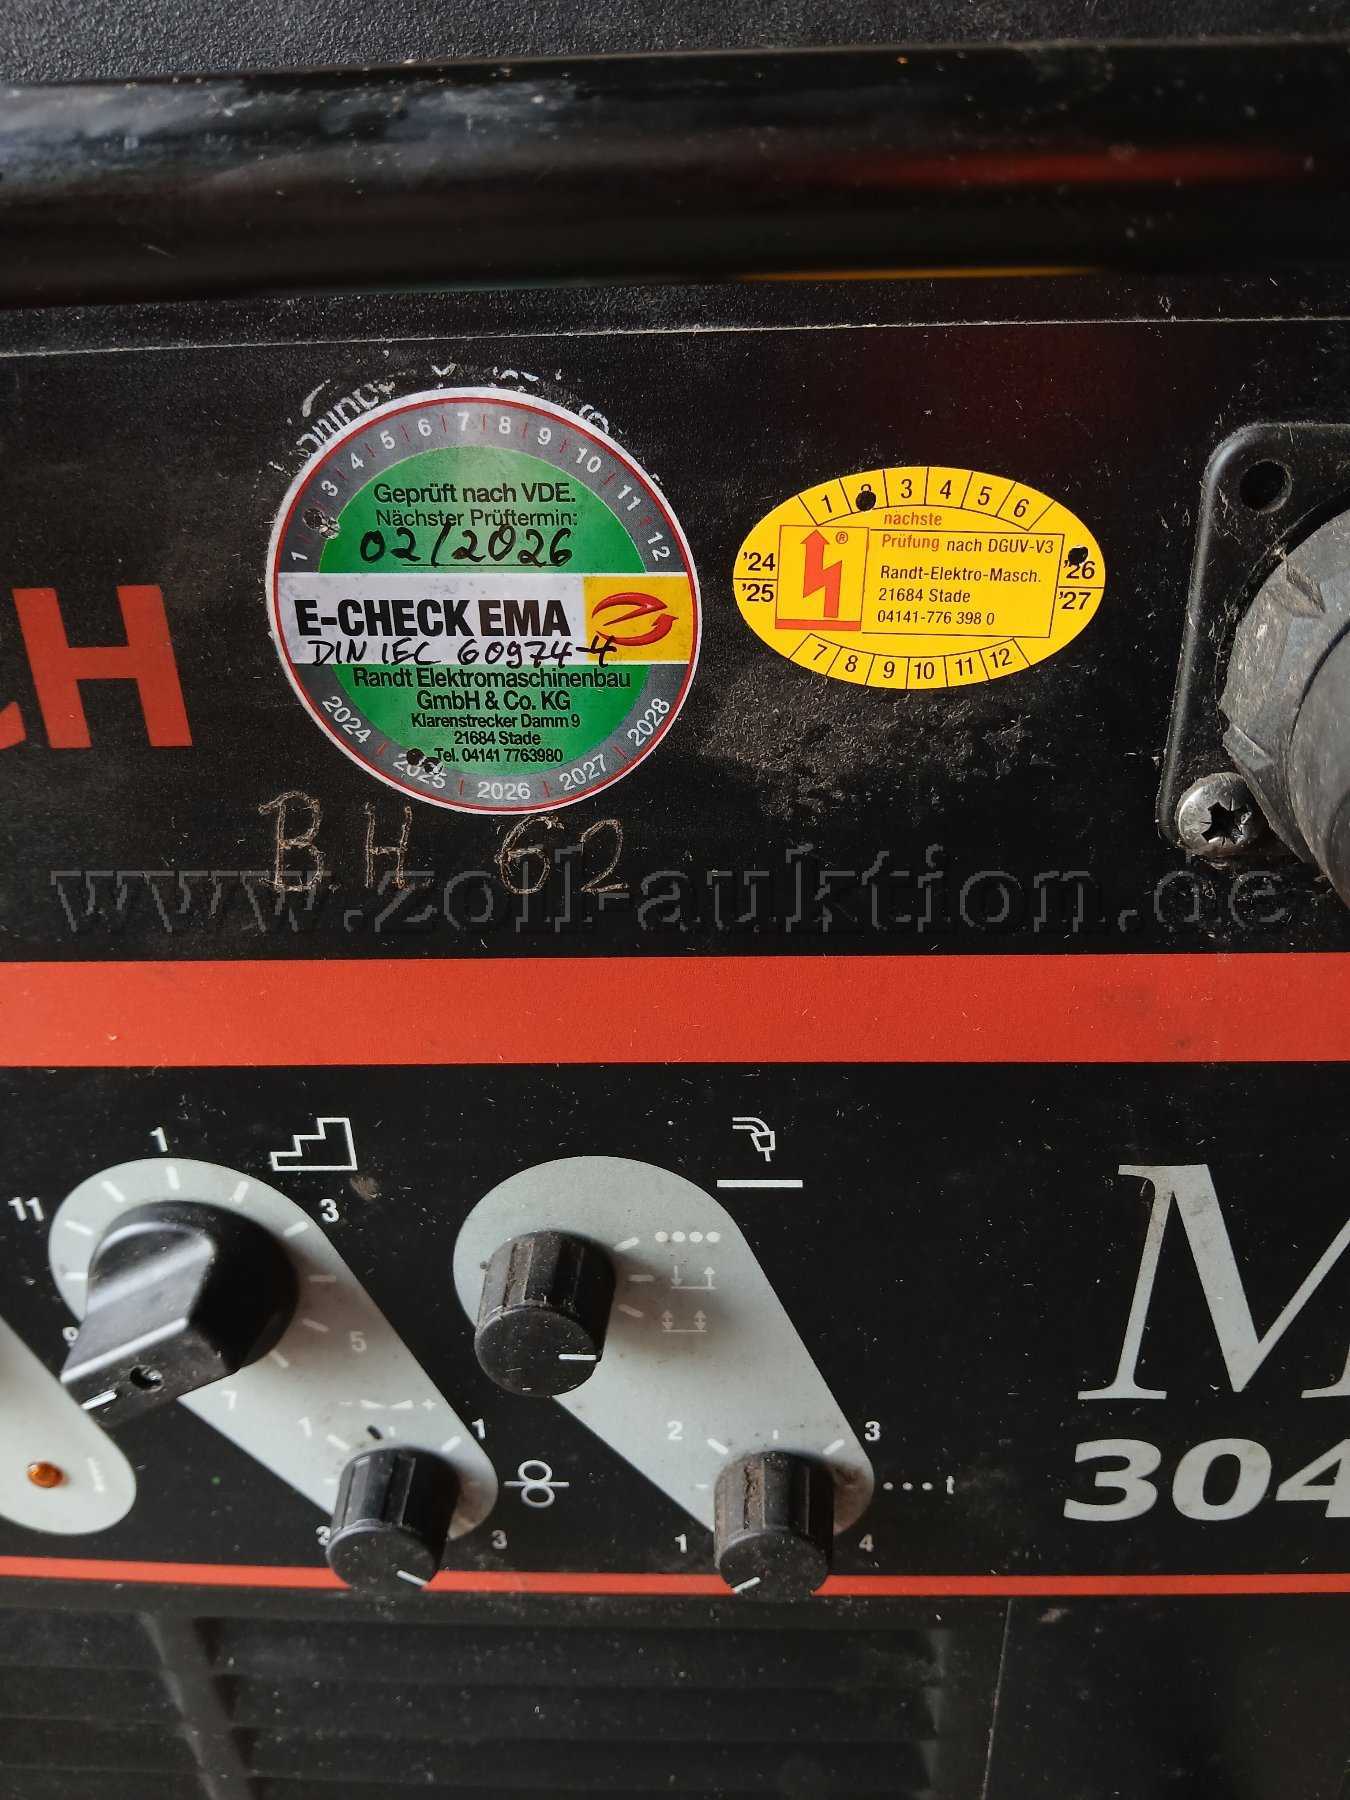 1 2 3 4 5 6 7 8 9 10 11 12
Geprüft nach VDE.
Nächster Prüftermin:
02/2026
E-CHECK EMA
DIN IEC 60974-4
Randt Elektromaschinenbau
GmbH & Co. KG
Klarenstrecker Damm 9
21684 Stade
Tel. 04141 7763980
2024 2025 2026 2027 2028
1 2 3 4 5 6
nächste
Prüfung nach DGUV-V3
'24 '26
'25 '27
®
Randt-Elektro-Masch.
21684 Stade
04141-776 398 0
7 8 9 10 11 12
H
BH 62
www.zoll-auktion.de
1
11 3
9 5
7
M
304
1 - + 1
3 3
2 3
1 4
t